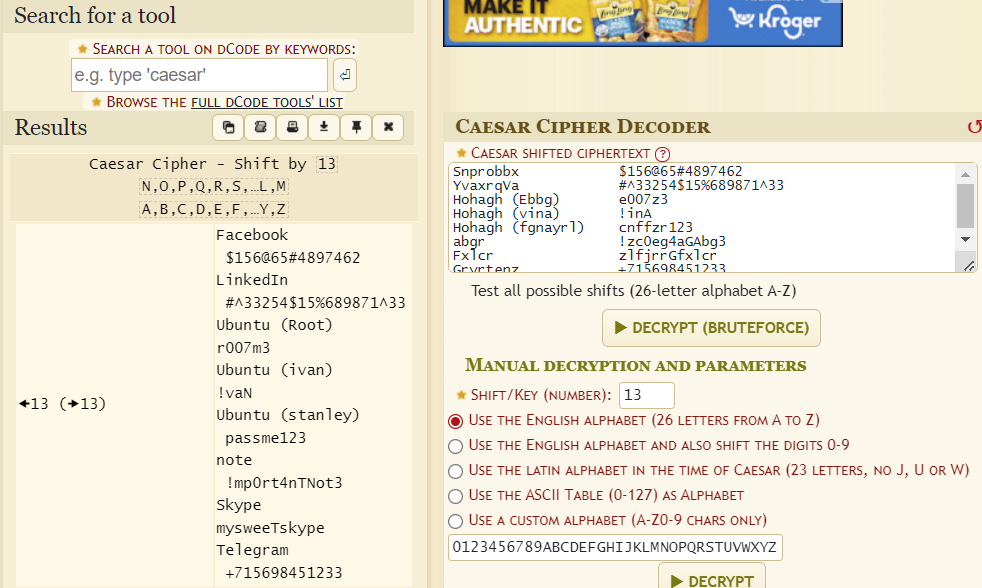 Search for a tool
★ SEARCH A TOOL ON DCODE BY KEYWORDS:
e.g. type 'caesar'
★ BROWSE THE FULL DCODE TOOLS' LIST
Results
Caesar Cipher - Shift by 13
N,O,P,Q,R,S,…L,M
A,B,C,D,E,F,…Y,Z
🠸13 (🠺13)
Facebook
$156@65#4897462
LinkedIn
#^33254$15%689871^33
Ubuntu (Root)
r007m3
Ubuntu (ivan)
!vaN
Ubuntu (stanley)
passme123
note
!mp0rt4nTNot3
Skype
mysweeTskype
Telegram
+715698451233
MAKE IT
AUTHENTIC
Kroger
CAESAR CIPHER DECODER
★ CAESAR SHIFTED CIPHERTEXT ?
Snprobbx $156@65#4897462
YvaxrqVa #^33254$15%689871^33
Hohagh (Ebbg) e007z3
Hohagh (vina) !inA
Hohagh (fgnayrl) cnffzr123
abgr !zc0eg4aGAbg3
Fxlcr zlfjrrGfxlcr
Gryrtenz +715698451233
Test all possible shifts (26-letter alphabet A-Z)
▶ DECRYPT (BRUTEFORCE)
MANUAL DECRYPTION AND PARAMETERS
★ SHIFT/KEY (NUMBER): 13
USE THE ENGLISH ALPHABET (26 LETTERS FROM A TO Z)
USE THE ENGLISH ALPHABET AND ALSO SHIFT THE DIGITS 0-9
USE THE LATIN ALPHABET IN THE TIME OF CAESAR (23 LETTERS, NO J, U OR W)
USE THE ASCII TABLE (0-127) AS ALPHABET
USE A CUSTOM ALPHABET (A-Z0-9 CHARS ONLY)
0123456789ABCDEFGHIJKLMNOPQRSTUVWXYZ
▶ DECRYPT